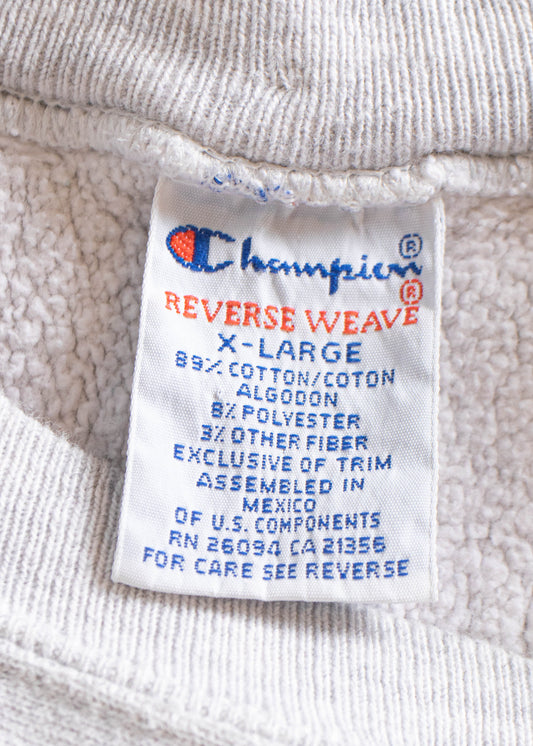 Champion®
REVERSE WEAVE®
X-LARGE
89% COTTON/COTON
ALGODON
8% POLYESTER
3% OTHER FIBER
EXCLUSIVE OF TRIM
ASSEMBLED IN
MEXICO
OF U.S. COMPONENTS
RN 26094 CA 21356
FOR CARE SEE REVERSE